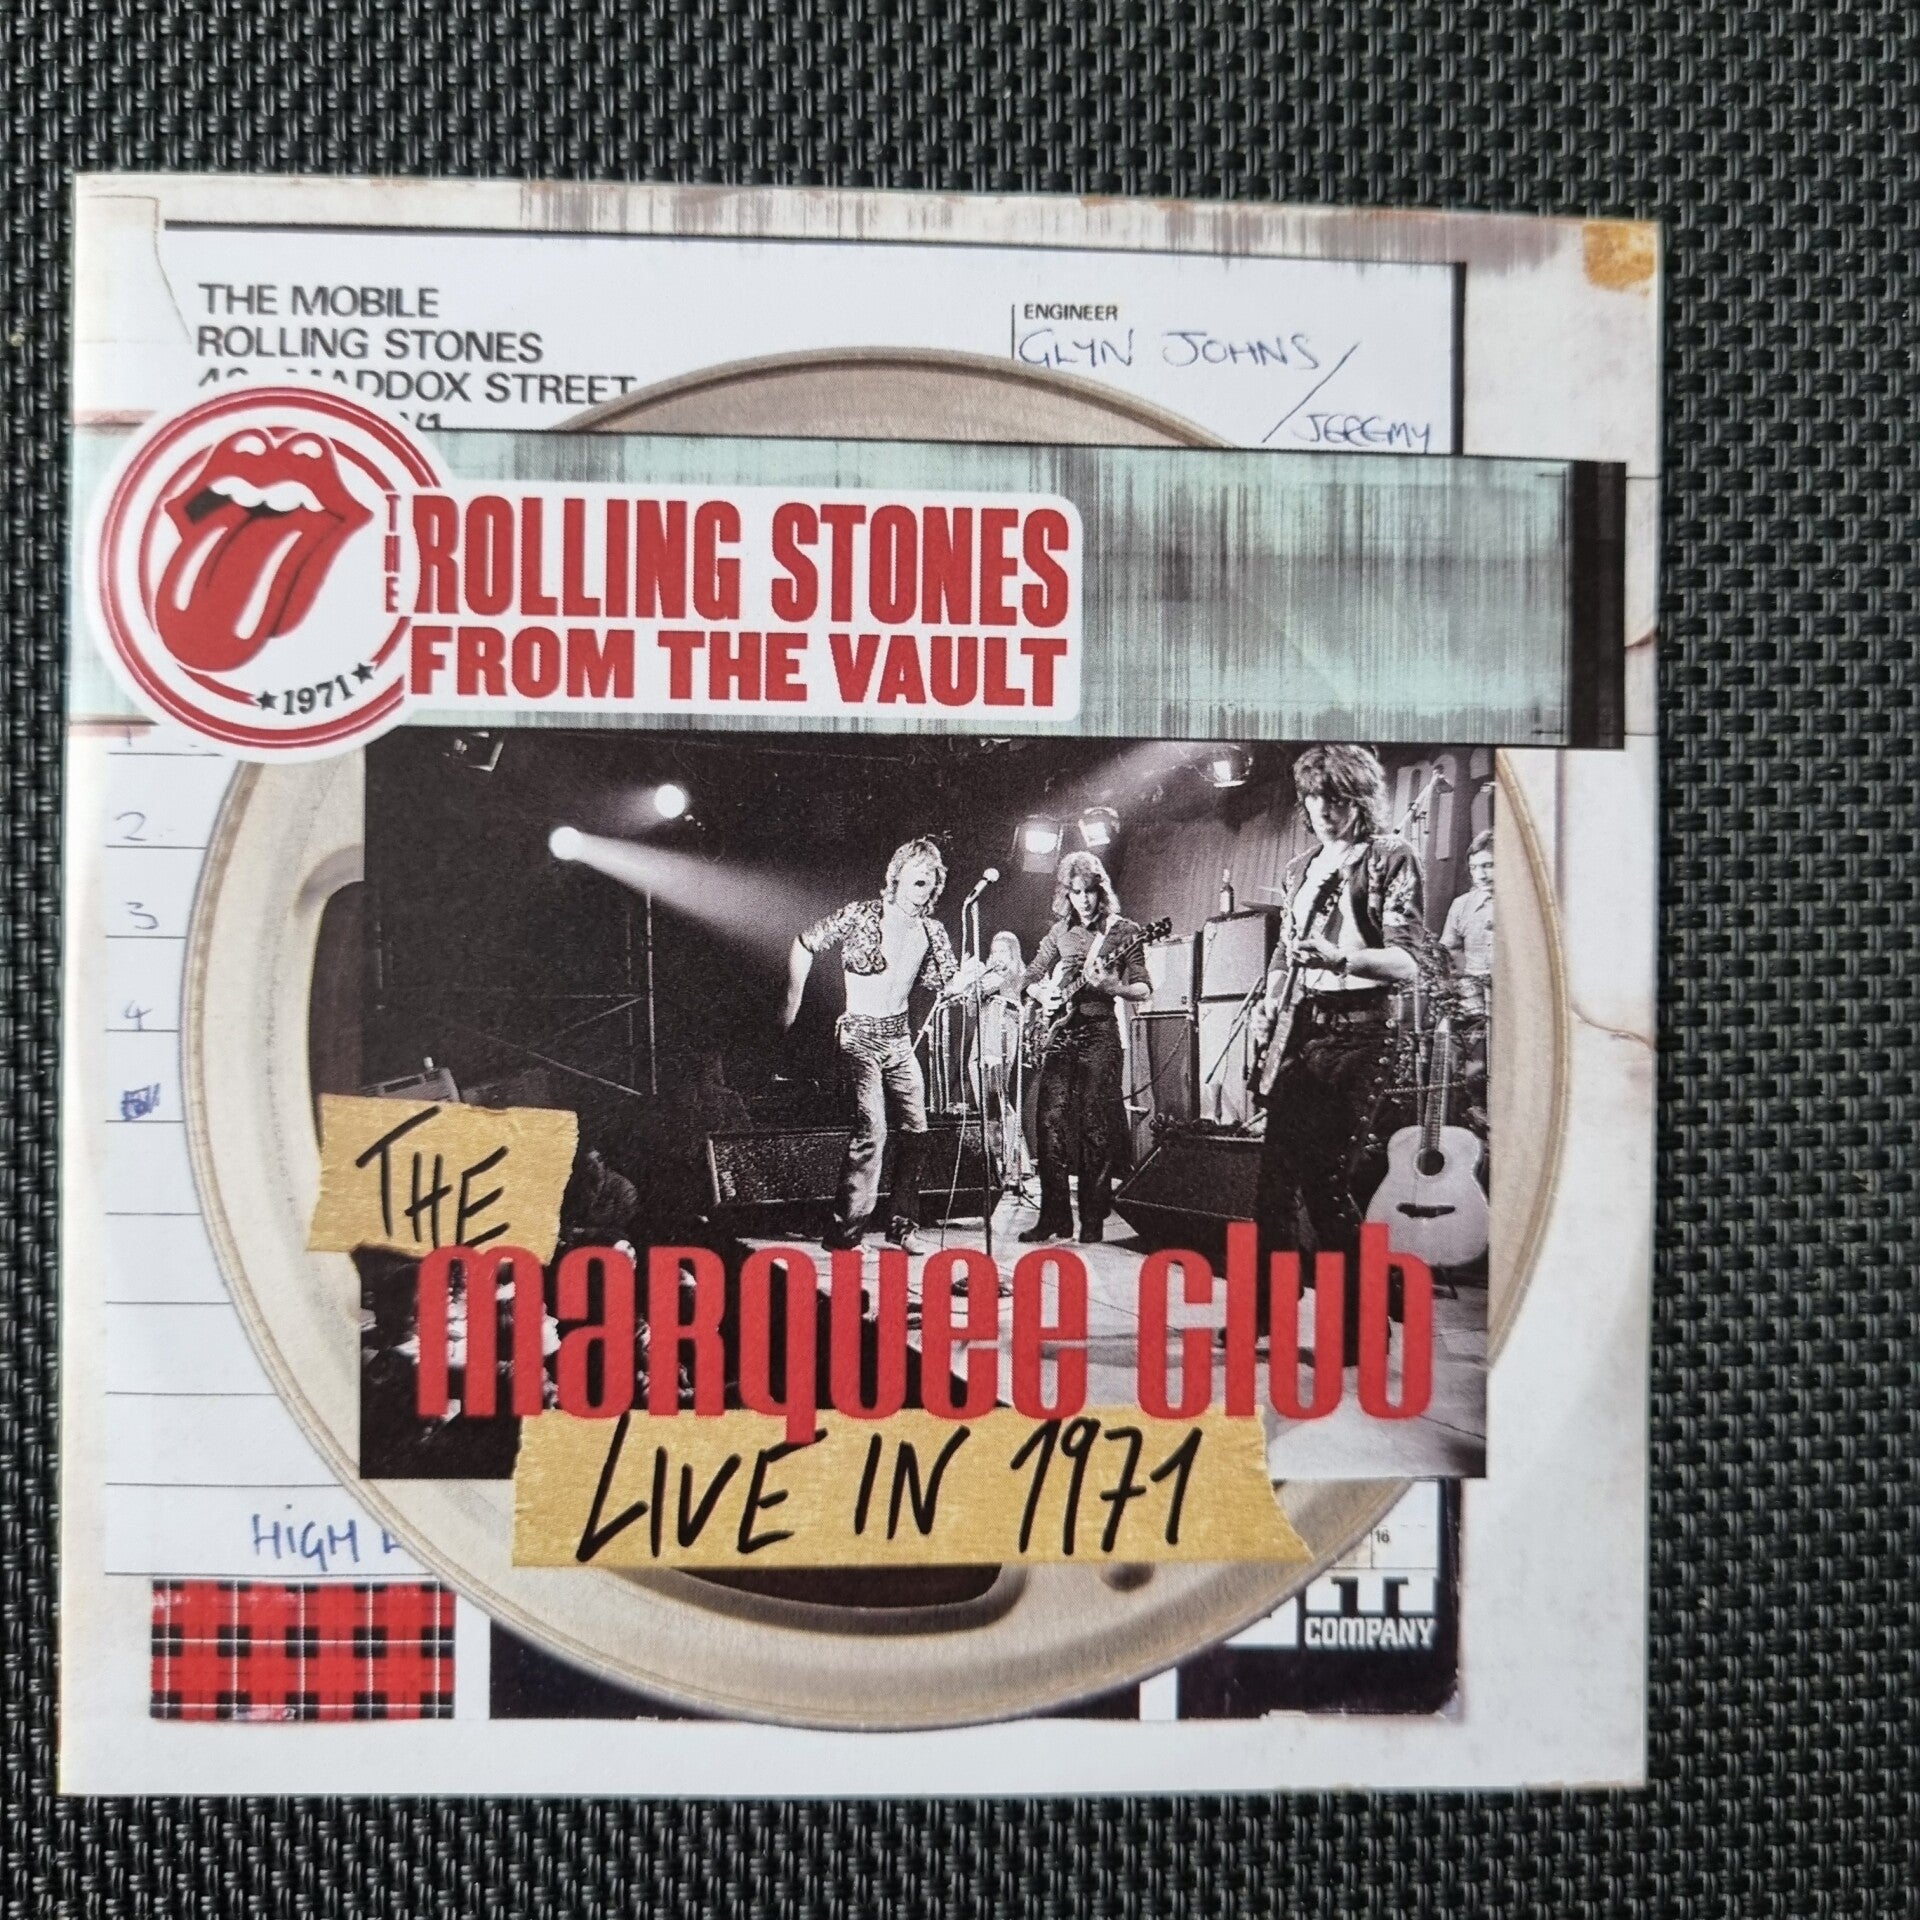 THE MOBILE
ROLLING STONES
MADDOX STREET
ENGINEER
GLYN JOHNS/
JEREMY
THE
ROLLING STONES
FROM THE VAULT
★1971★
2
3
4
THE
marquee club
LIVE IN 1971
HIGH
16
COMPANY